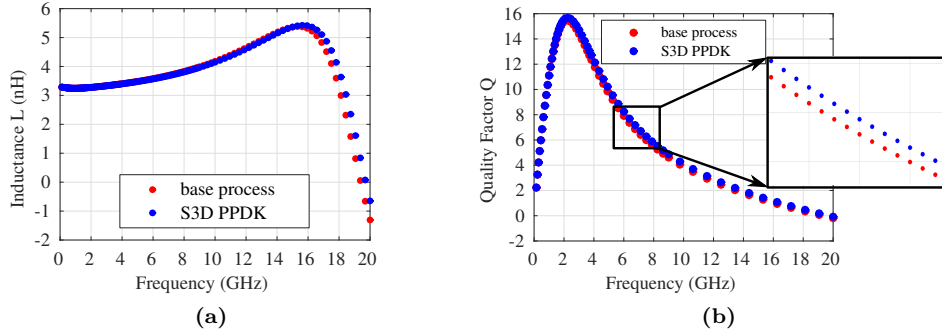 6
5
4
3
2
1
0
-1
-2
Inductance L (nH)
base process
S3D PPDK
0 2 4 6 8 10 12 14 16 18 20
Frequency (GHz)
(a)
16
14
12
10
8
6
4
2
0
-2
Quality Factor Q
base process
S3D PPDK
0 2 4 6 8 10 12 14 16 18 20
Frequency (GHz)
(b)